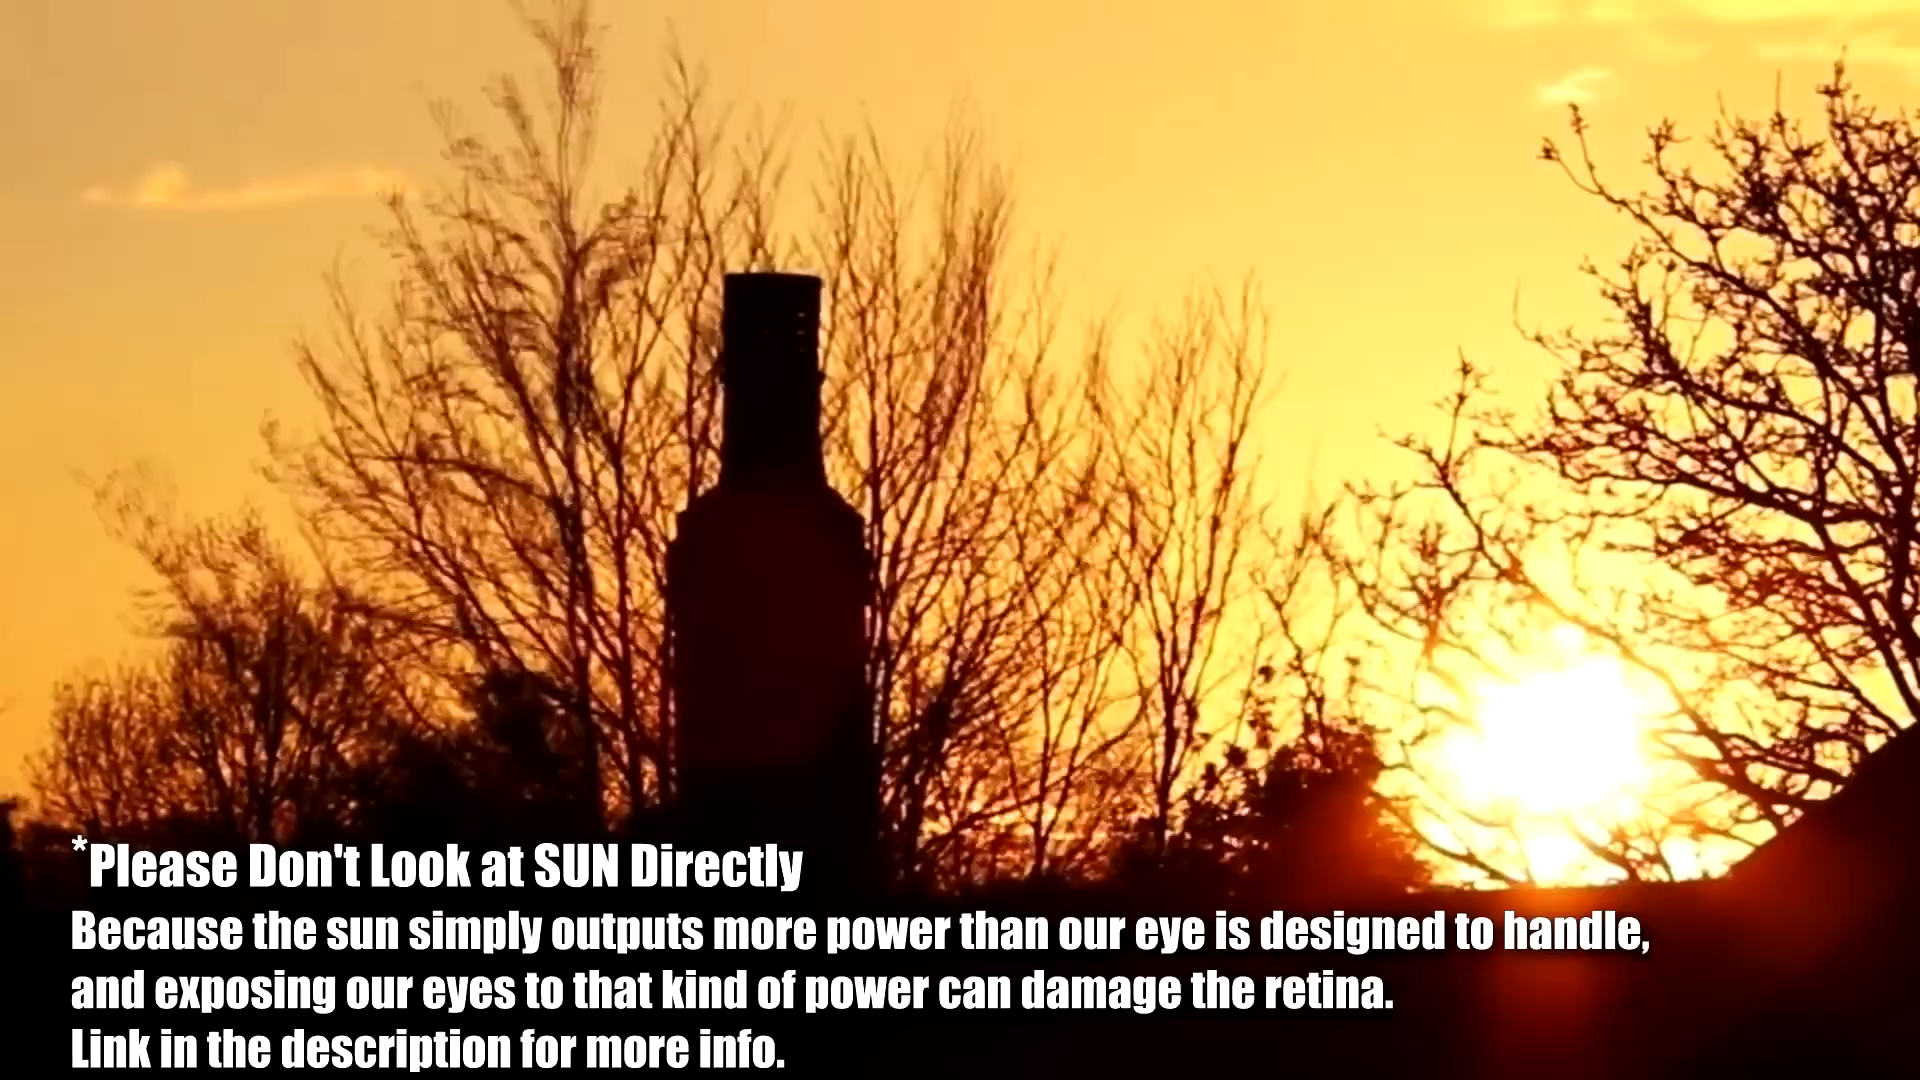 *Please Don't Look at SUN Directly
Because the sun simply outputs more power than our eye is designed to handle,
and exposing our eyes to that kind of power can damage the retina.
Link in the description for more info.